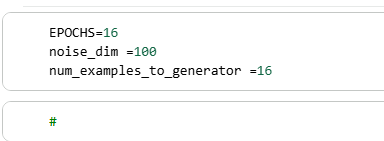 EPOCHS=16
noise_dim =100
num_examples_to_generator =16
#